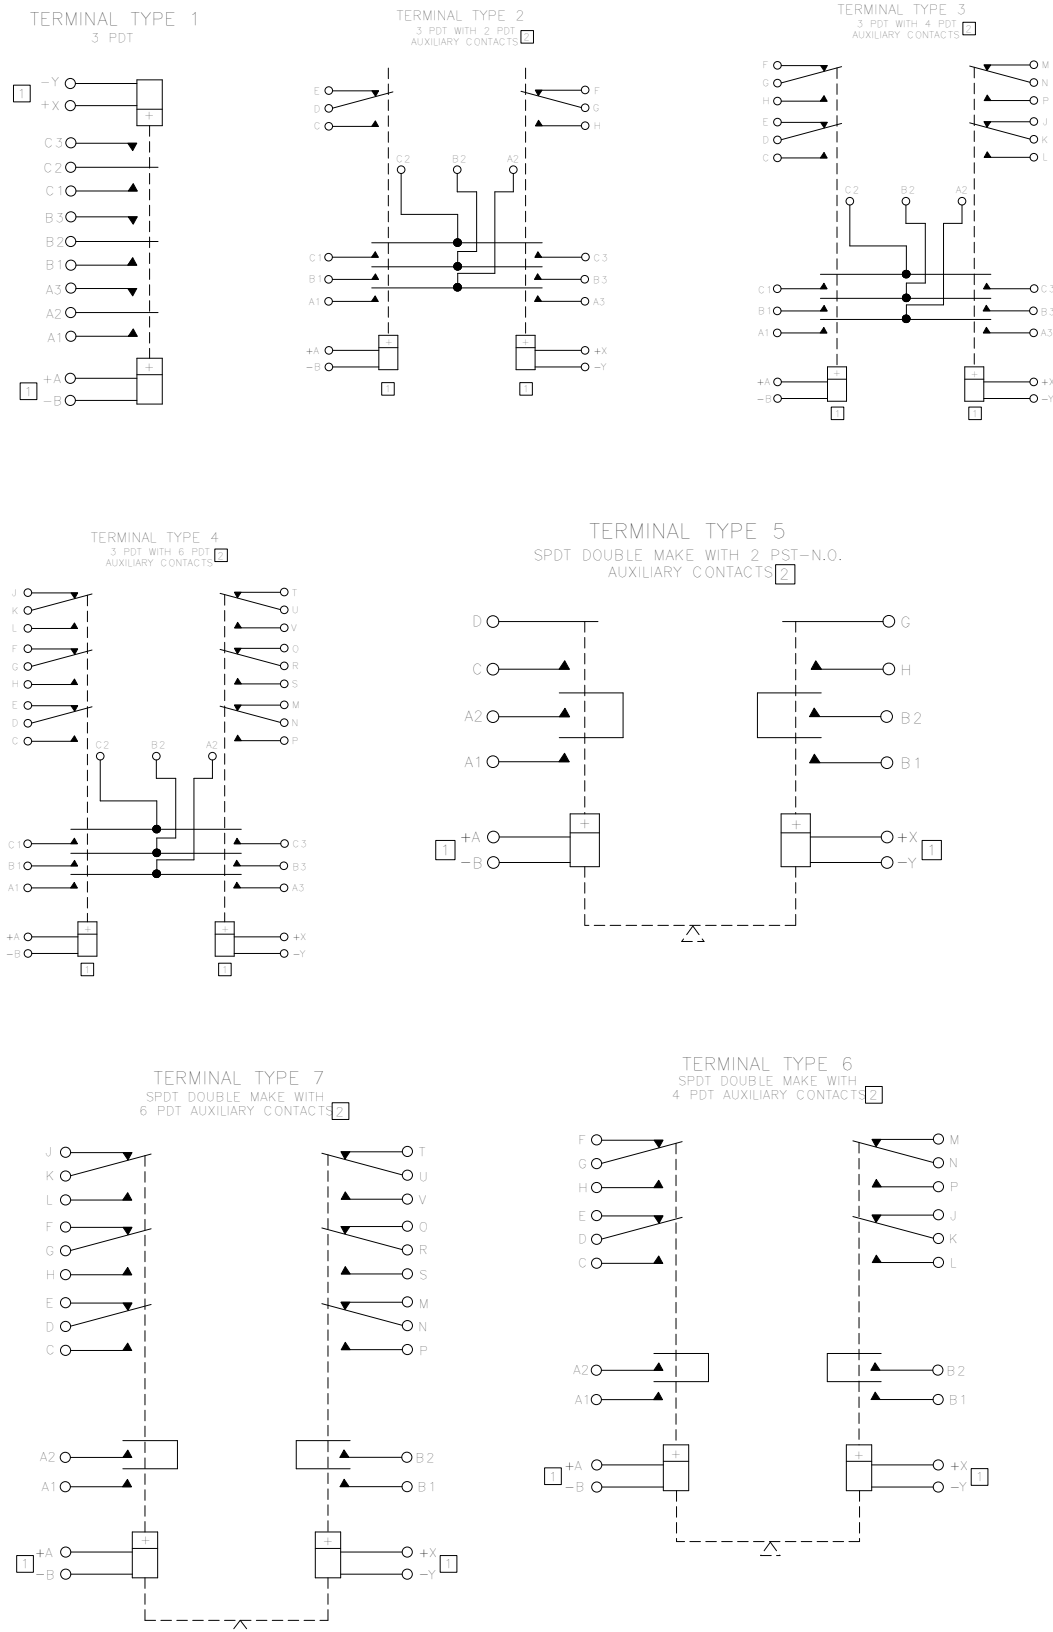 TERMINAL TYPE 1
3 PDT
1
-Y
+X
+
C3
C2
C1
B3
B2
B1
A3
A2
A1
+
1
+A
-B
TERMINAL TYPE 2
3 PDT WITH 2 PDT
AUXILIARY CONTACTS 2
E F
D G
C H
C2 B2 A2
C1 C3
B1 B3
A1 A3
+ +
+A +X
-B -Y
1 1
TERMINAL TYPE 3
3 PDT WITH 4 PDT
AUXILIARY CONTACTS 2
F M
G N
H P
E J
D K
C L
C2 B2 A2
C1 C3
B1 B3
A1 A3
+ +
+A +X
-B -Y
1 1
TERMINAL TYPE 4
3 PDT WITH 6 PDT
AUXILIARY CONTACTS 2
J T
K U
L V
F O
G R
H S
E M
D N
C P
C2 B2 A2
C1 C3
B1 B3
A1 A3
+ +
+A +X
-B -Y
1 1
TERMINAL TYPE 5
SPDT DOUBLE MAKE WITH 2 PST-N.O.
AUXILIARY CONTACTS 2
D G
C H
A2 B2
A1 B1
+ +
1 +A +X 1
-B -Y
TERMINAL TYPE 7
SPDT DOUBLE MAKE WITH
6 PDT AUXILIARY CONTACTS 2
J T
K U
L V
F O
G R
H S
E M
D N
C P
A2 B2
A1 B1
+ +
1 +A +X 1
-B -Y
TERMINAL TYPE 6
SPDT DOUBLE MAKE WITH
4 PDT AUXILIARY CONTACTS 2
F M
G N
H P
E J
D K
C L
A2 B2
A1 B1
+ +
1 +A +X 1
-B -Y